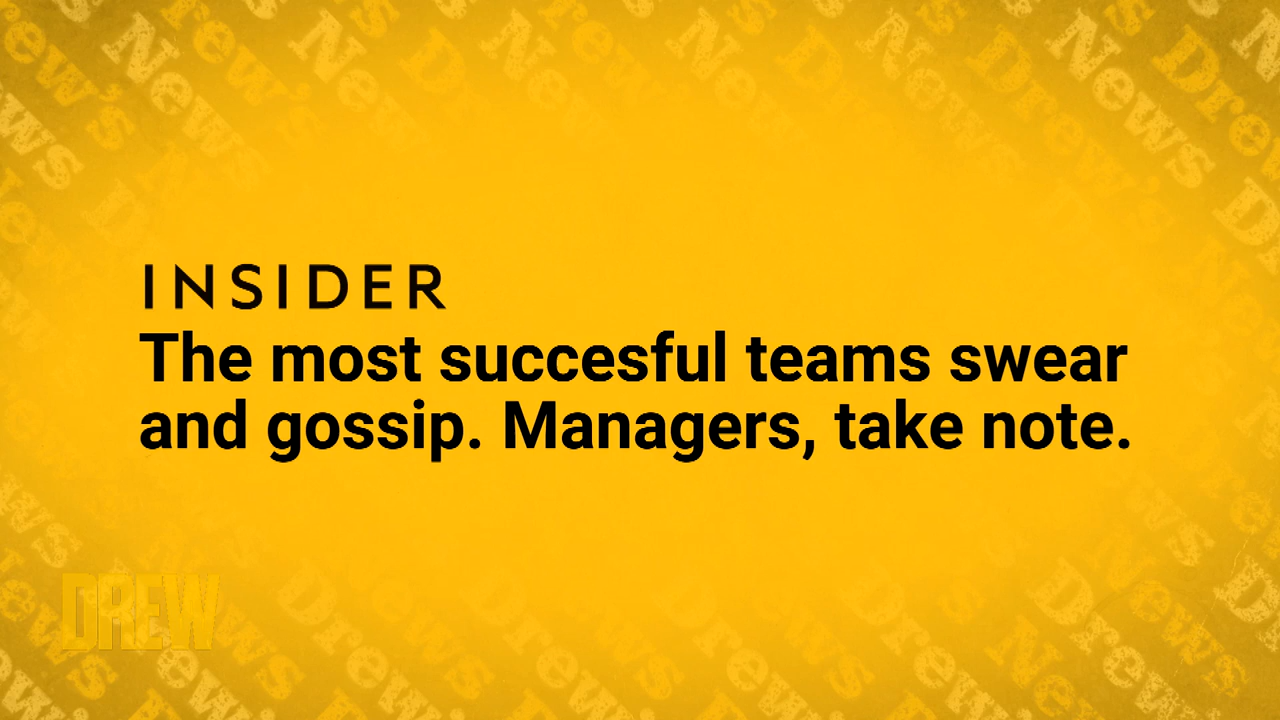 INSIDER
The most succesful teams swear
and gossip. Managers, take note.
DREW